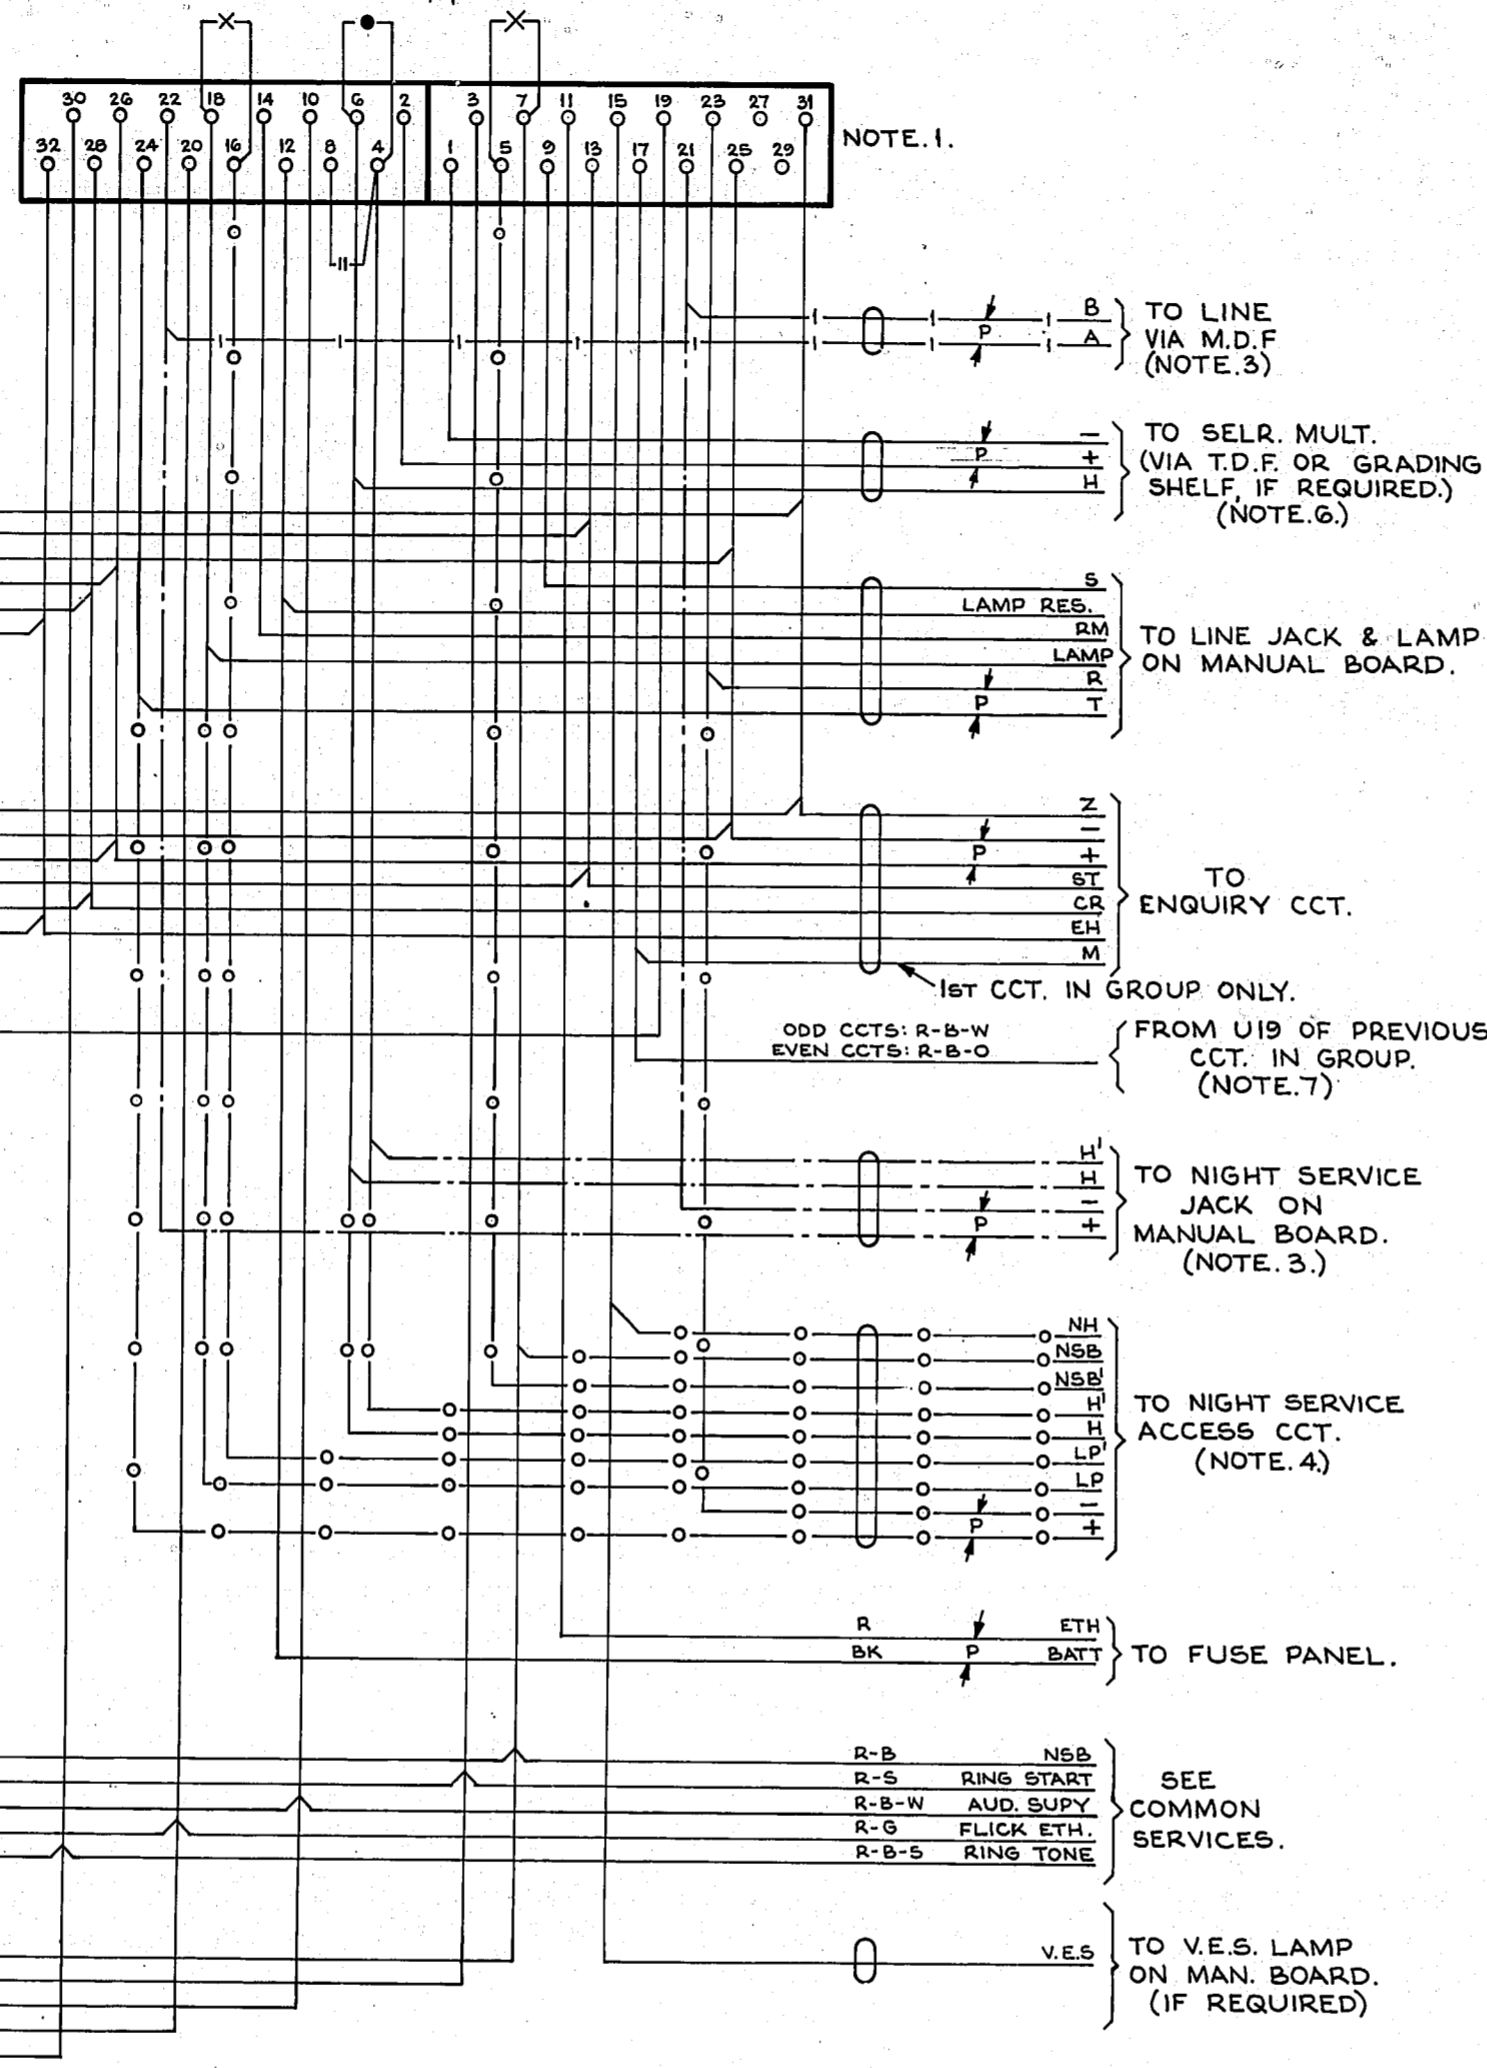 30 26 22 18 14 10 6 2 3 7 11 15 19 23 27 31
32 28 24 20 16 12 8 4 1 5 9 13 17 21 25 29
NOTE.1.
B
P
A
TO LINE
VIA M.D.F
(NOTE.3)
−
P
+
H
TO SELR. MULT.
(VIA T.D.F. OR GRADING
SHELF, IF REQUIRED.)
(NOTE.6.)
S
LAMP RES.
RM
LAMP
R
P
T
TO LINE JACK & LAMP
ON MANUAL BOARD.
Z
−
P
+
ST
CR
EH
M
TO
ENQUIRY CCT.
1ST CCT. IN GROUP ONLY.
ODD CCTS: R-B-W
EVEN CCTS: R-B-O
FROM U19 OF PREVIOUS
CCT. IN GROUP.
(NOTE.7)
H'
H
−
P
+
TO NIGHT SERVICE
JACK ON
MANUAL BOARD.
(NOTE.3.)
NH
NSB
NSB'
H'
H
LP'
LP
−
P
+
TO NIGHT SERVICE
ACCESS CCT.
(NOTE.4.)
R ETH
BK P BATT
TO FUSE PANEL.
R-B NSB
R-S RING START
R-B-W AUD. SUPY
R-G FLICK ETH.
R-B-S RING TONE
SEE
COMMON
SERVICES.
V.E.S
TO V.E.S. LAMP
ON MAN. BOARD.
(IF REQUIRED)